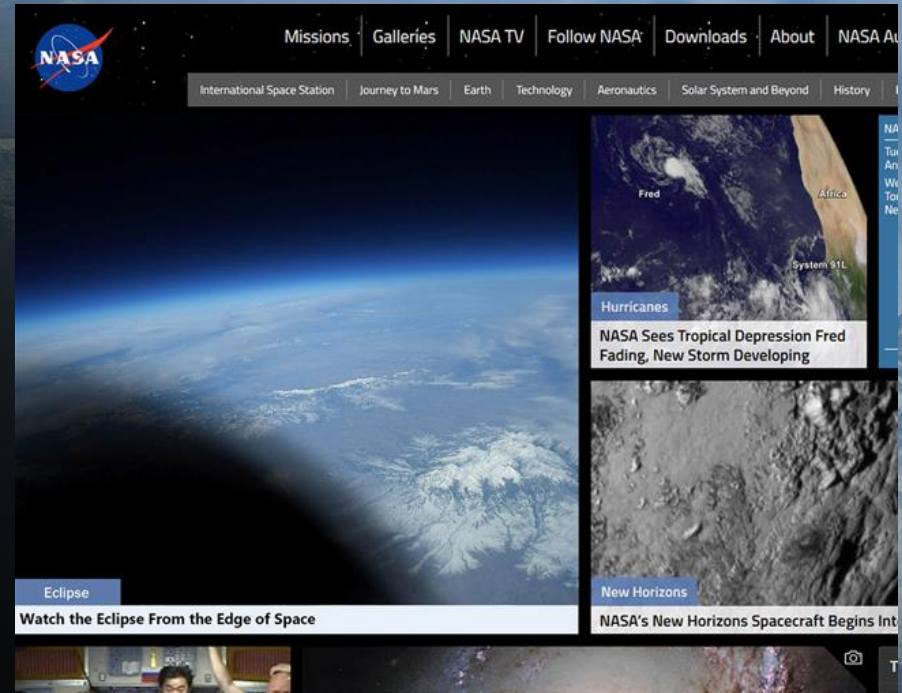 NASA
Missions
Galleries
NASA TV
Follow NASA
Downloads
About
NASA
International Space Station
Journey to Mars
Earth
Technology
Aeronautics
Solar System and Beyond
History
Fred
Africa
System 91L
Hurricanes
NASA Sees Tropical Depression Fred
Fading, New Storm Developing
Eclipse
Watch the Eclipse From the Edge of Space
New Horizons
NASA's New Horizons Spacecraft Begins